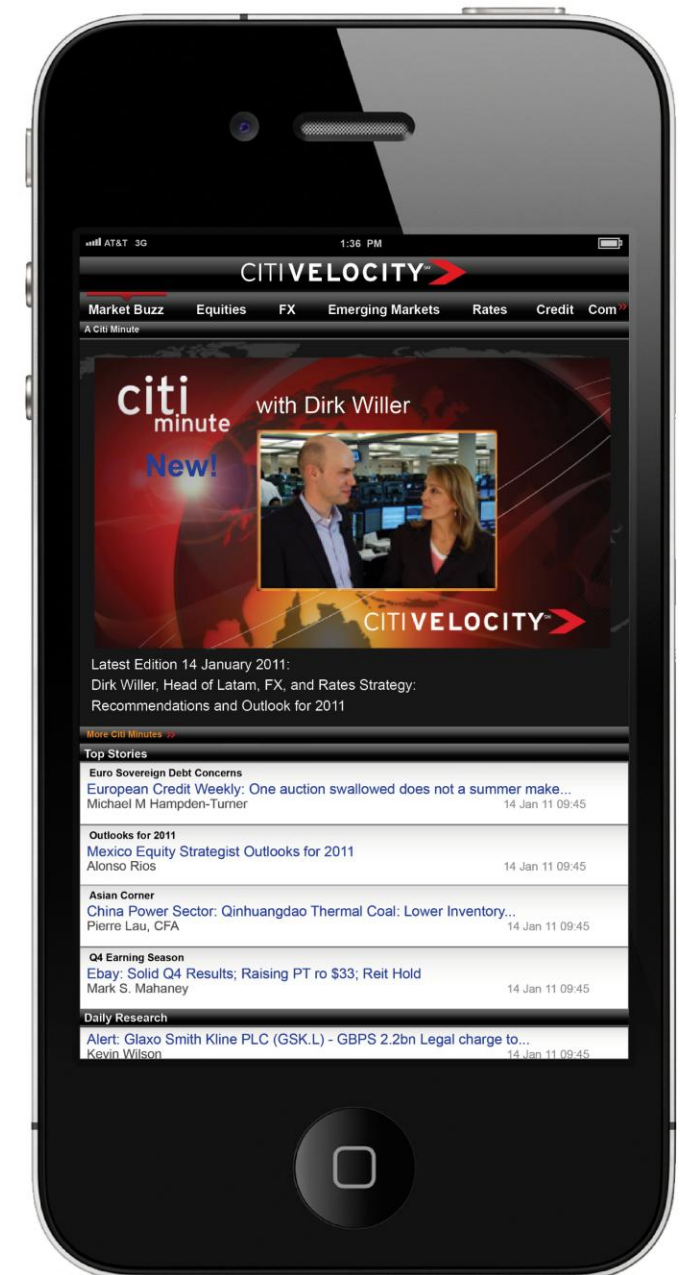 AT&T 3G 1:36 PM
CITIVELOCITY℠
Market Buzz Equities FX Emerging Markets Rates Credit Com»
A Citi Minute
citi
minute
with Dirk Willer
New!
CITIVELOCITY℠
Latest Edition 14 January 2011:
Dirk Willer, Head of Latam, FX, and Rates Strategy:
Recommendations and Outlook for 2011
More Citi Minutes »
Top Stories
Euro Sovereign Debt Concerns
European Credit Weekly: One auction swallowed does not a summer make...
Michael M Hampden-Turner 14 Jan 11 09:45
Outlooks for 2011
Mexico Equity Strategist Outlooks for 2011
Alonso Rios 14 Jan 11 09:45
Asian Corner
China Power Sector: Qinhuangdao Thermal Coal: Lower Inventory...
Pierre Lau, CFA 14 Jan 11 09:45
Q4 Earning Season
Ebay: Solid Q4 Results; Raising PT ro $33; Reit Hold
Mark S. Mahaney 14 Jan 11 09:45
Daily Research
Alert: Glaxo Smith Kline PLC (GSK.L) - GBPS 2.2bn Legal charge to...
Kevin Wilson 14 Jan 11 09:45